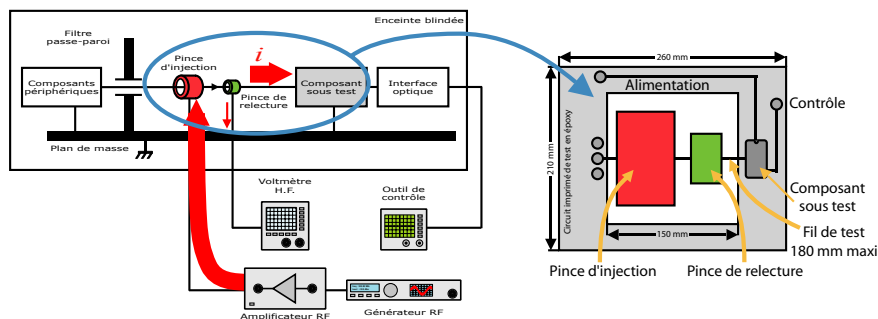 Enceinte blindée
Filtre
passe-paroi
Pince
d'injection
i
Composants
périphériques
Pince de
relecture
Composant
sous test
Interface
optique
Plan de masse
Voltmètre
H.F.
Outil de
contrôle
Amplificateur RF
Générateur RF
260 mm
210 mm
Circuit imprimé de test en époxy
Alimentation
Contrôle
Composant
sous test
Fil de test
180 mm maxi
150 mm
Pince d'injection
Pince de relecture